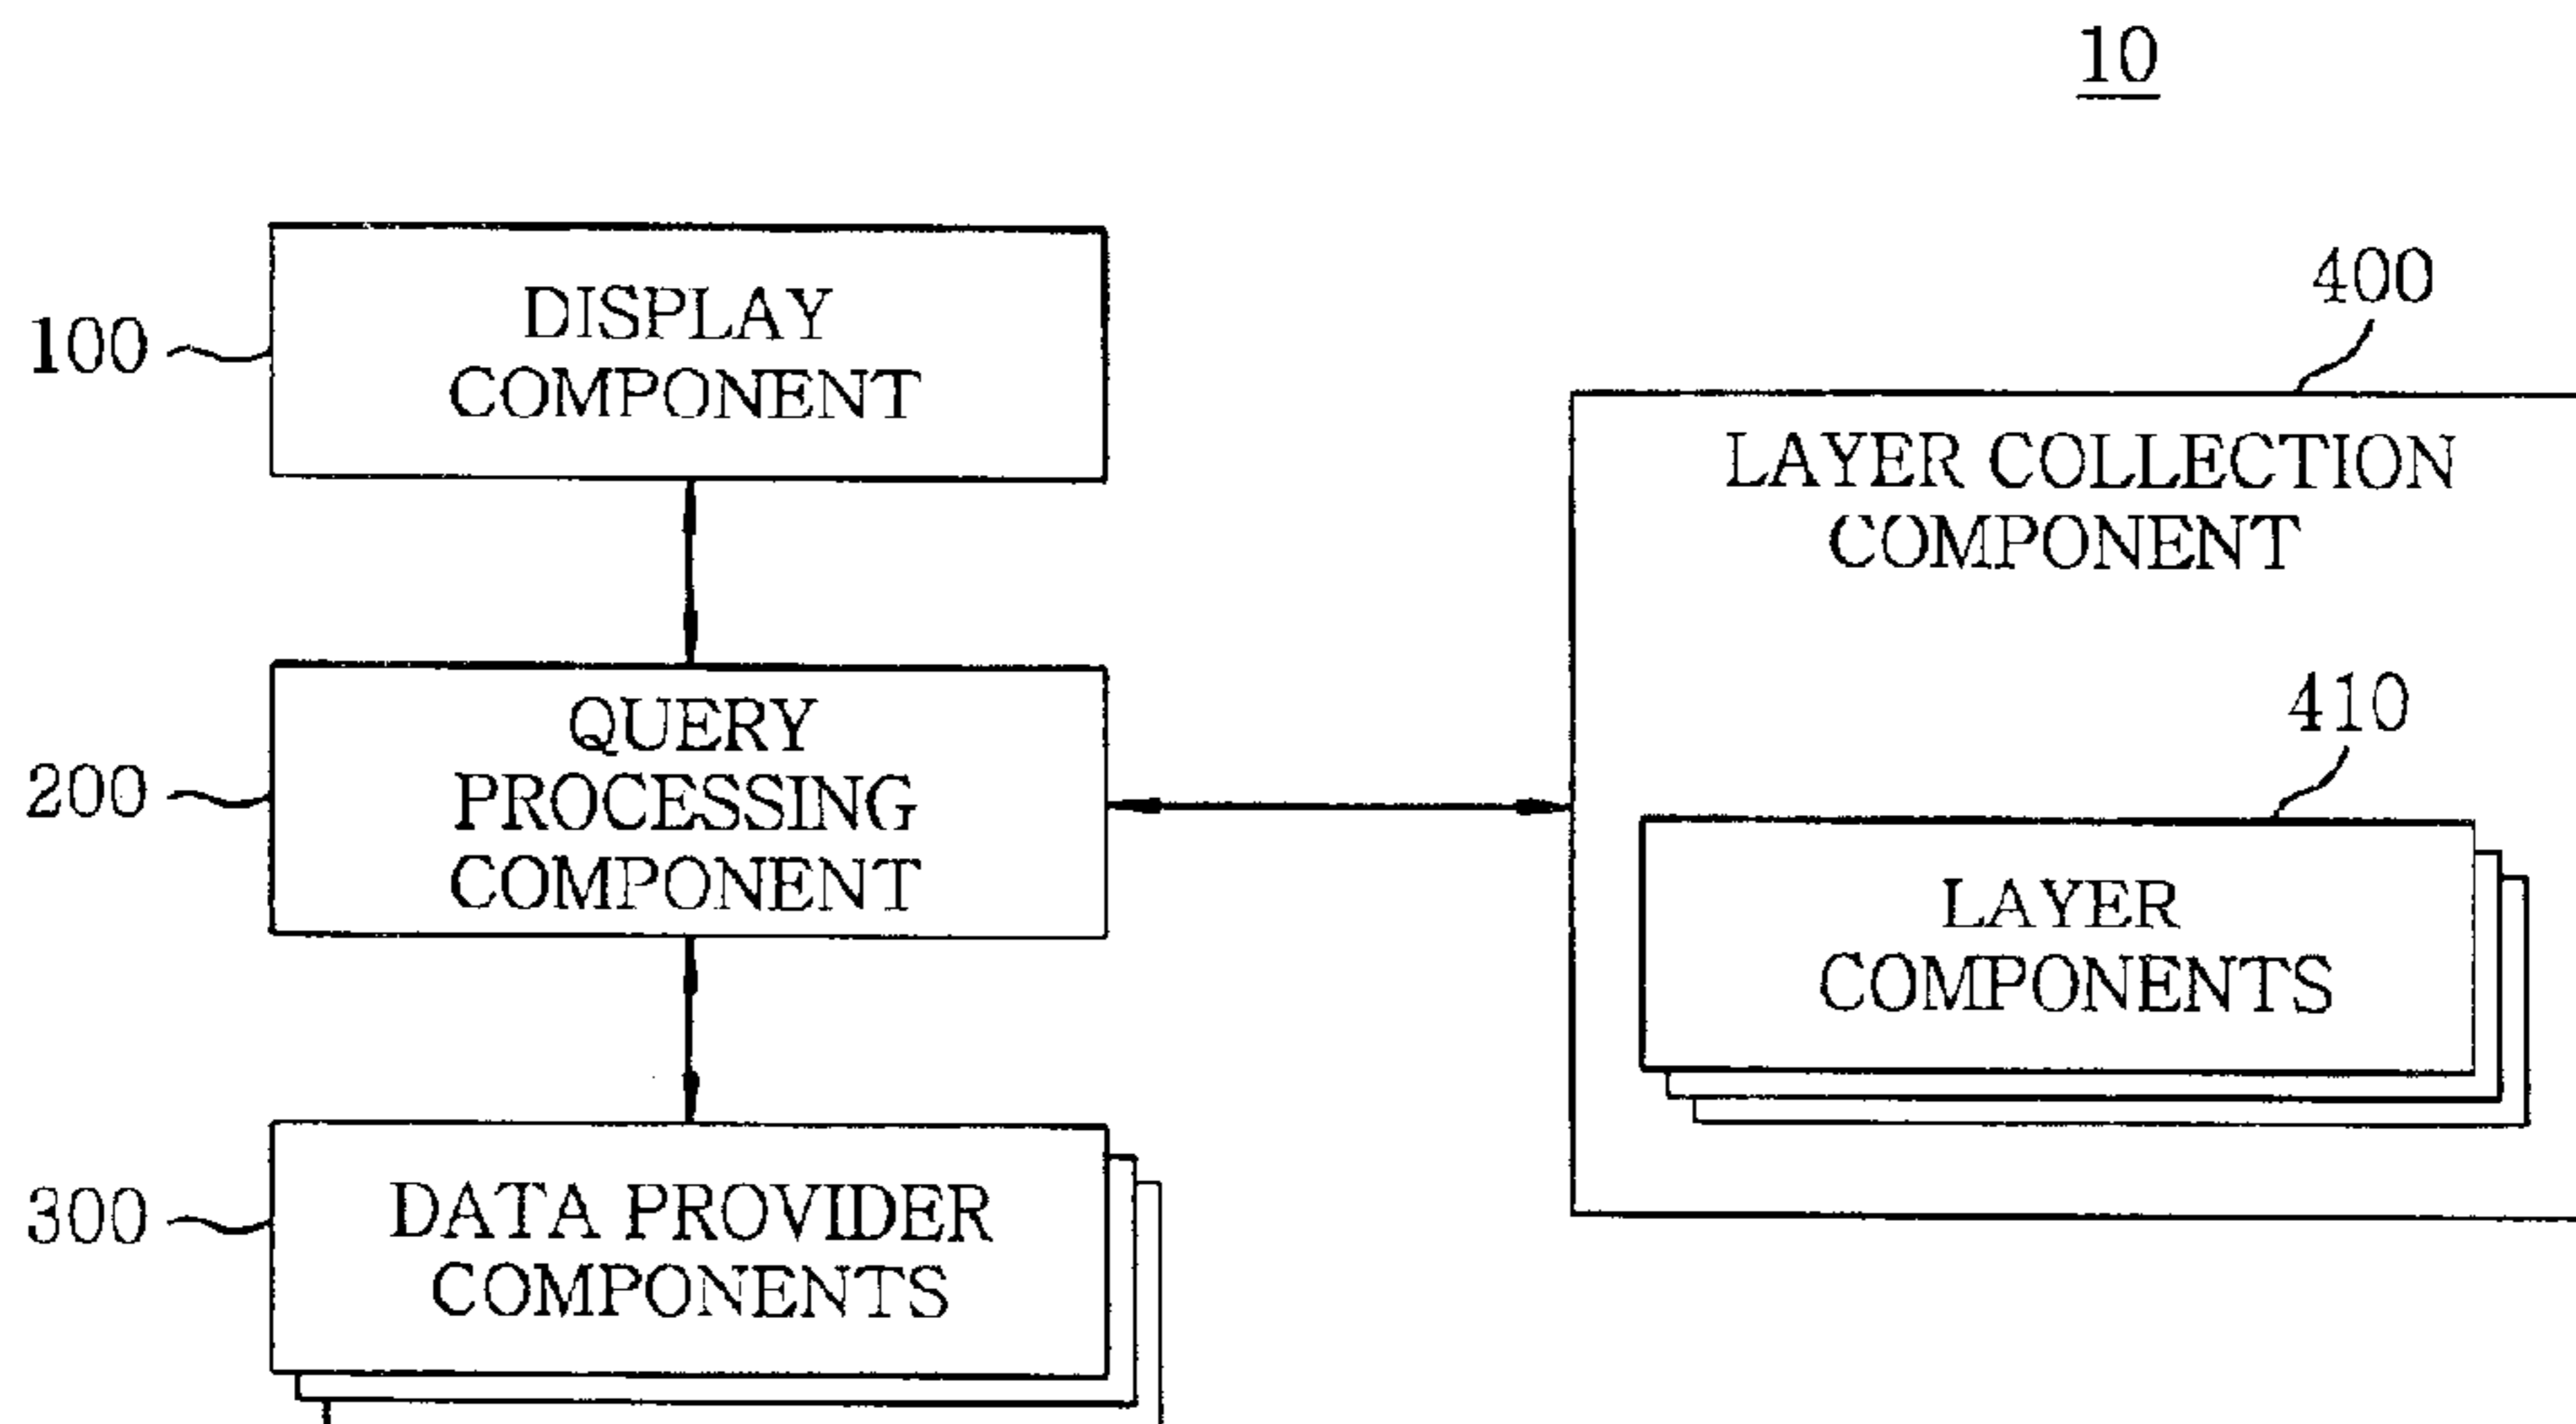 10
100
DISPLAY
COMPONENT
400
LAYER COLLECTION
COMPONENT
200
QUERY
PROCESSING
COMPONENT
410
LAYER
COMPONENTS
300
DATA PROVIDER
COMPONENTS